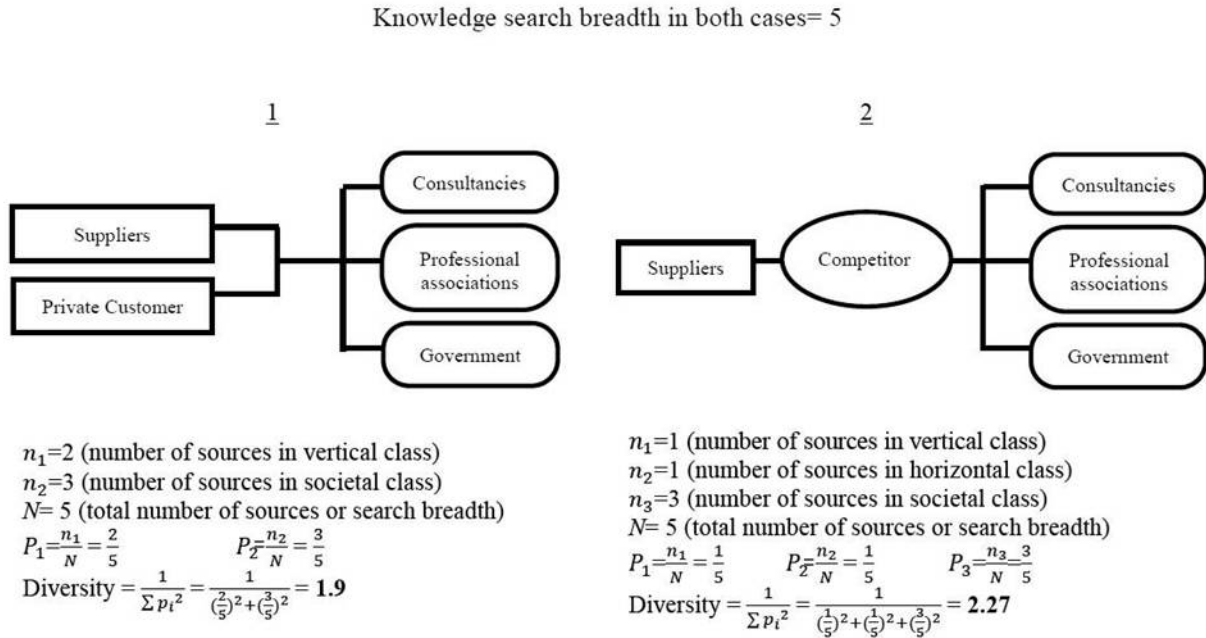 Knowledge search breadth in both cases= 5
1
Suppliers
Private Customer
Consultancies
Professional
associations
Government
n₁=2 (number of sources in vertical class)
n₂=3 (number of sources in societal class)
N= 5 (total number of sources or search breadth)
P₁=n₁/N = 2/5 P₂=n₂/N = 3/5
Diversity = 1/∑pᵢ² = 1/((2/5)²+(3/5)²) = 1.9
2
Suppliers
Competitor
Consultancies
Professional
associations
Government
n₁=1 (number of sources in vertical class)
n₂=1 (number of sources in horizontal class)
n₃=3 (number of sources in societal class)
N= 5 (total number of sources or search breadth)
P₁=n₁/N = 1/5 P₂=n₂/N = 1/5 P₃=n₃/N=3/5
Diversity = 1/∑pᵢ² = 1/((1/5)²+(1/5)²+(3/5)²) = 2.27